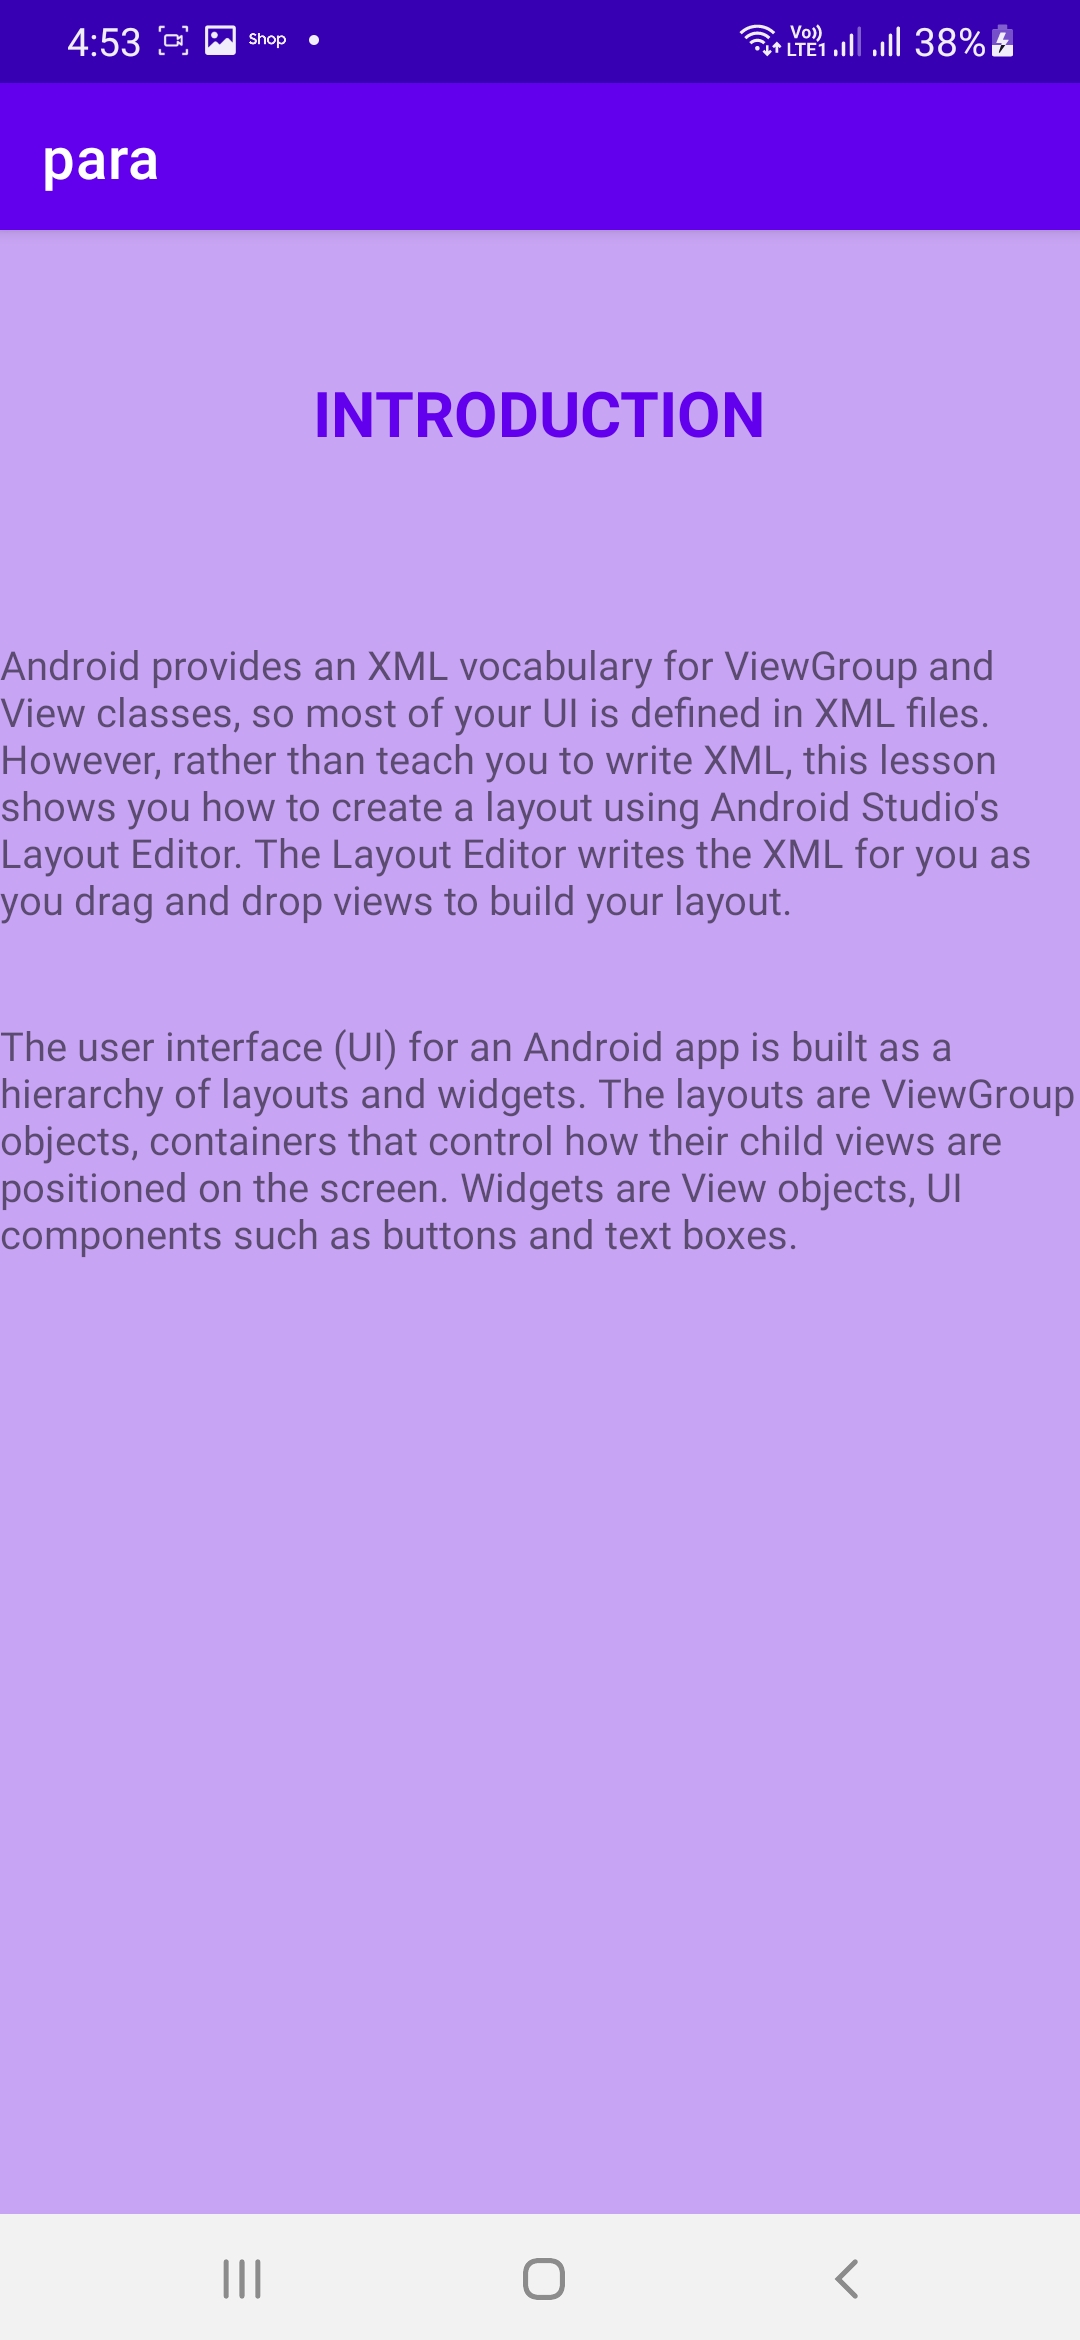 4:53 Shop Vo)) LTE1 38%
para
INTRODUCTION
Android provides an XML vocabulary for ViewGroup and
View classes, so most of your UI is defined in XML files.
However, rather than teach you to write XML, this lesson
shows you how to create a layout using Android Studio's
Layout Editor. The Layout Editor writes the XML for you as
you drag and drop views to build your layout.
The user interface (UI) for an Android app is built as a
hierarchy of layouts and widgets. The layouts are ViewGroup
objects, containers that control how their child views are
positioned on the screen. Widgets are View objects, UI
components such as buttons and text boxes.